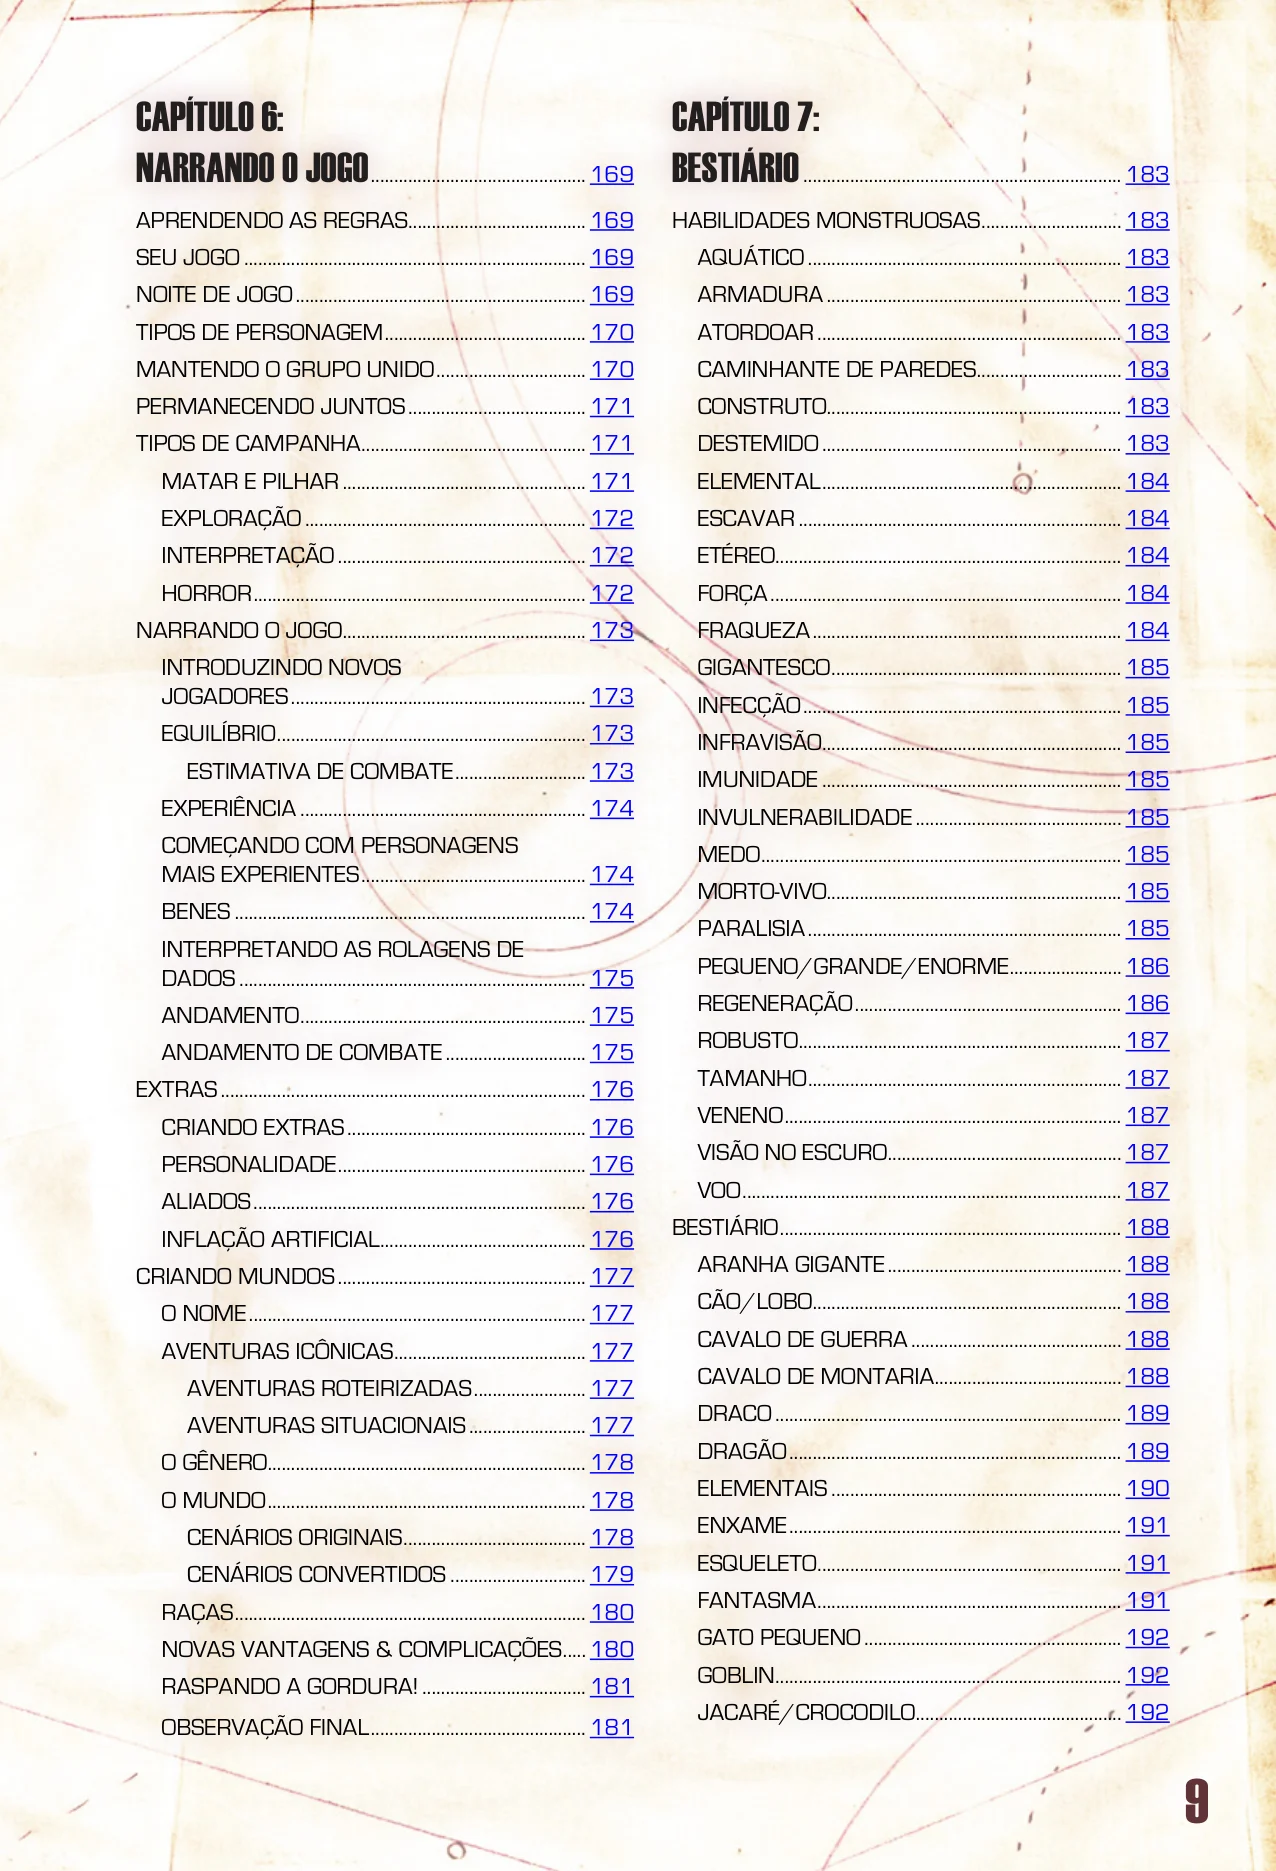 CAPÍTULO 6:
NARRANDO O JOGO.............................................. 169
APRENDENDO AS REGRAS...................................... 169
SEU JOGO ......................................................................... 169
NOITE DE JOGO .............................................................. 169
TIPOS DE PERSONAGEM........................................... 170
MANTENDO O GRUPO UNIDO................................ 170
PERMANECENDO JUNTOS ...................................... 171
TIPOS DE CAMPANHA................................................ 171
MATAR E PILHAR .................................................... 171
EXPLORAÇÃO ............................................................ 172
INTERPRETAÇÃO ..................................................... 172
HORROR ....................................................................... 172
NARRANDO O JOGO.................................................... 173
INTRODUZINDO NOVOS
JOGADORES ............................................................... 173
EQUILÍBRIO.................................................................. 173
ESTIMATIVA DE COMBATE............................ 173
EXPERIÊNCIA ............................................................. 174
COMEÇANDO COM PERSONAGENS
MAIS EXPERIENTES................................................ 174
BENES ........................................................................... 174
INTERPRETANDO AS ROLAGENS DE
DADOS .......................................................................... 175
ANDAMENTO............................................................. 175
ANDAMENTO DE COMBATE .............................. 175
EXTRAS .............................................................................. 176
CRIANDO EXTRAS ................................................... 176
PERSONALIDADE..................................................... 176
ALIADOS ....................................................................... 176
INFLAÇÃO ARTIFICIAL............................................ 176
CRIANDO MUNDOS ..................................................... 177
O NOME ........................................................................ 177
AVENTURAS ICÔNICAS......................................... 177
AVENTURAS ROTEIRIZADAS........................ 177
AVENTURAS SITUACIONAIS ......................... 177
O GÊNERO.................................................................... 178
O MUNDO .................................................................... 178
CENÁRIOS ORIGINAIS....................................... 178
CENÁRIOS CONVERTIDOS ............................. 179
RAÇAS........................................................................... 180
NOVAS VANTAGENS & COMPLICAÇÕES..... 180
RASPANDO A GORDURA! ................................... 181
OBSERVAÇÃO FINAL.............................................. 181
CAPÍTULO 7:
BESTIÁRIO .................................................................... 183
HABILIDADES MONSTRUOSAS.............................. 183
AQUÁTICO ................................................................... 183
ARMADURA ............................................................... 183
ATORDOAR ................................................................. 183
CAMINHANTE DE PAREDES............................... 183
CONSTRUTO............................................................... 183
DESTEMIDO ................................................................ 183
ELEMENTAL................................................................ 184
ESCAVAR ..................................................................... 184
ETÉREO.......................................................................... 184
FORÇA ........................................................................... 184
FRAQUEZA .................................................................. 184
GIGANTESCO.............................................................. 185
INFECÇÃO .................................................................... 185
INFRAVISÃO................................................................ 185
IMUNIDADE ................................................................ 185
INVULNERABILIDADE ............................................ 185
MEDO............................................................................. 185
MORTO-VIVO............................................................... 185
PARALISIA ................................................................... 185
PEQUENO/GRANDE/ENORME........................ 186
REGENERAÇÃO ......................................................... 186
ROBUSTO..................................................................... 187
TAMANHO................................................................... 187
VENENO........................................................................ 187
VISÃO NO ESCURO.................................................. 187
VOO................................................................................. 187
BESTIÁRIO ......................................................................... 188
ARANHA GIGANTE .................................................. 188
CÃO/LOBO.................................................................. 188
CAVALO DE GUERRA ............................................. 188
CAVALO DE MONTARIA........................................ 188
DRACO .......................................................................... 189
DRAGÃO ....................................................................... 189
ELEMENTAIS .............................................................. 190
ENXAME ....................................................................... 191
ESQUELETO................................................................. 191
FANTASMA................................................................. 191
GATO PEQUENO ....................................................... 192
GOBLIN.......................................................................... 192
JACARÉ/CROCODILO............................................ 192
9